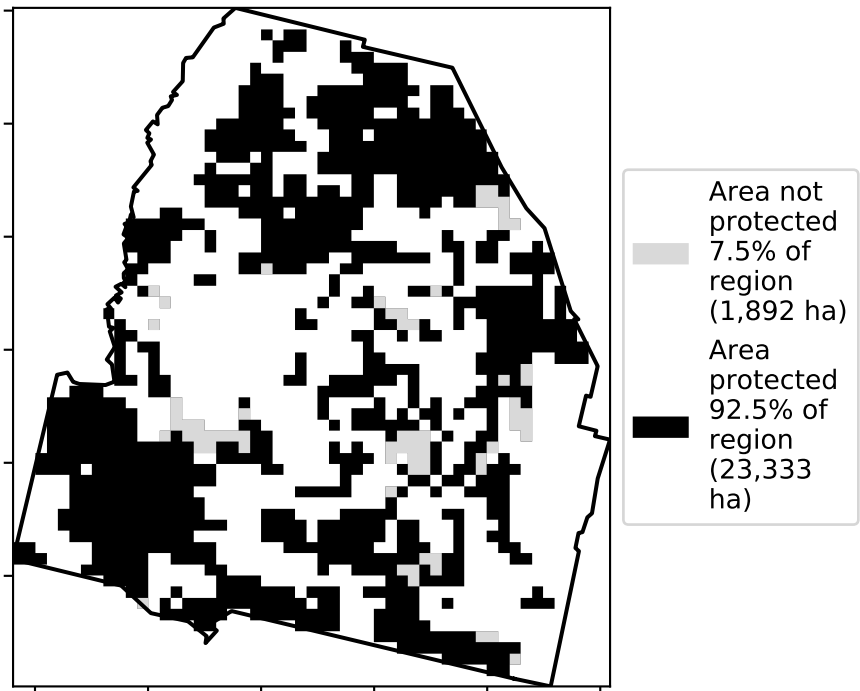 Area not
protected
7.5% of
region
(1,892 ha)
Area
protected
92.5% of
region
(23,333
ha)